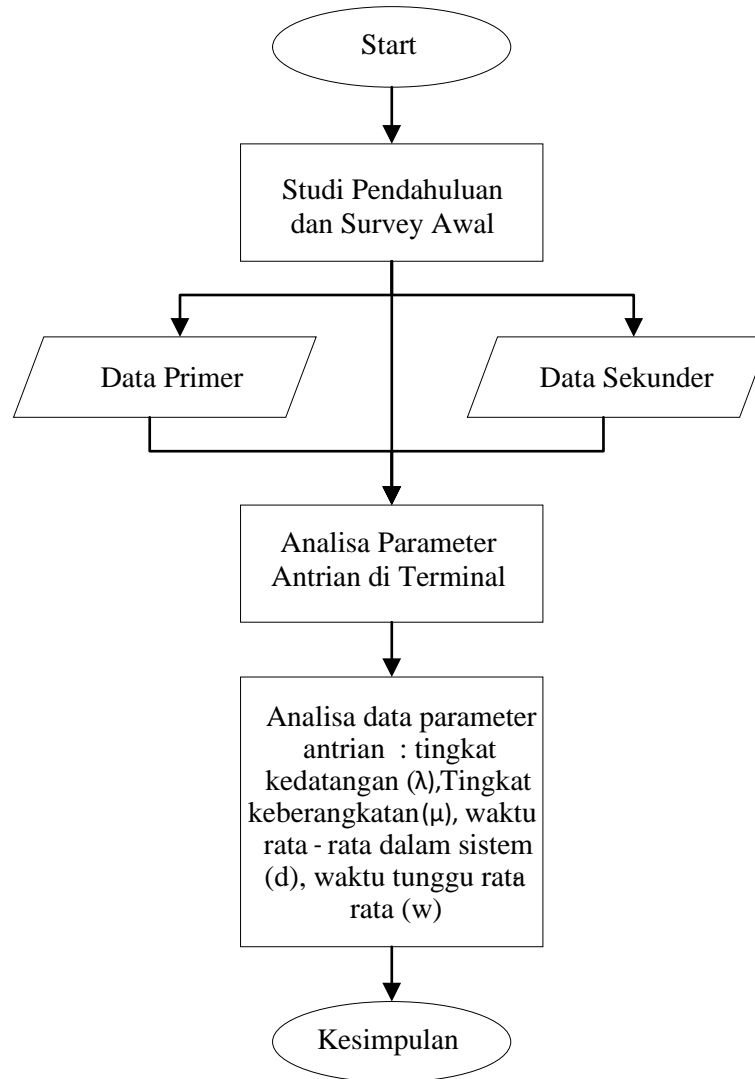 Start
Studi Pendahuluan
dan Survey Awal
Data Primer
Data Sekunder
Analisa Parameter
Antrian di Terminal
Analisa data parameter
antrian : tingkat
kedatangan (λ),Tingkat
keberangkatan(μ), waktu
rata - rata dalam sistem
(d), waktu tunggu rata
rata (w)
Kesimpulan